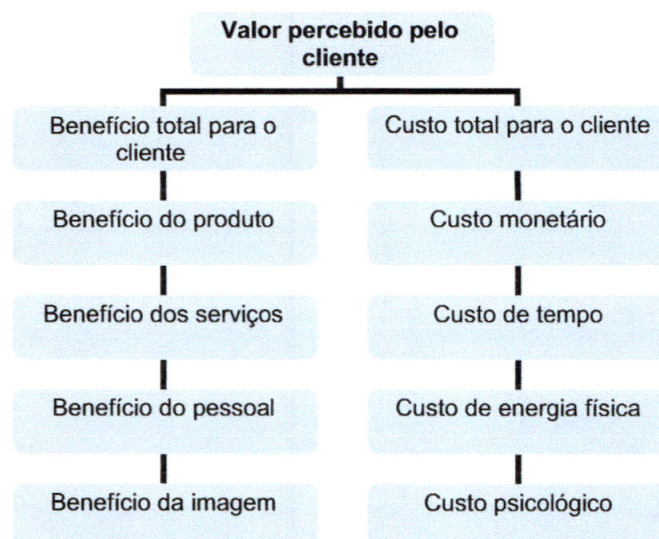 Valor percebido pelo
cliente
Benefício total para o
cliente
Custo total para o cliente
Benefício do produto
Custo monetário
Benefício dos serviços
Custo de tempo
Benefício do pessoal
Custo de energia física
Benefício da imagem
Custo psicológico